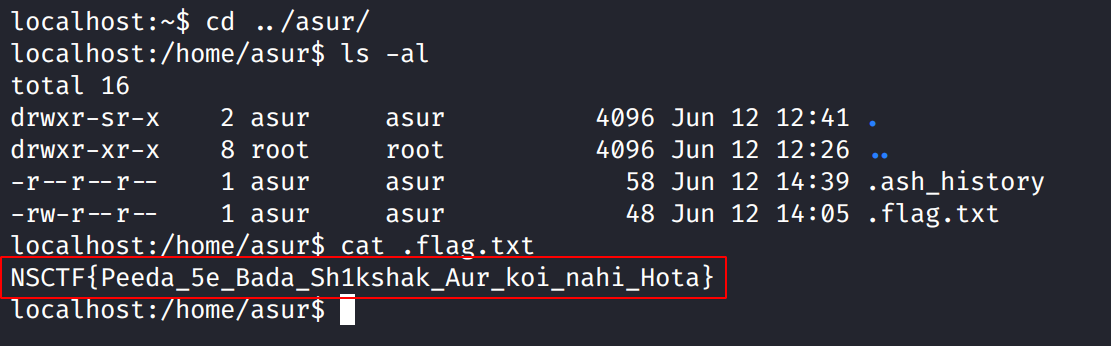 localhost:~$ cd ../asur/
localhost:/home/asur$ ls -al
total 16
drwxr-sr-x    2 asur     asur          4096 Jun 12 12:41 .
drwxr-xr-x    8 root     root          4096 Jun 12 12:26 ..
-r--r--r--    1 asur     asur            58 Jun 12 14:39 .ash_history
-rw-r--r--    1 asur     asur            48 Jun 12 14:05 .flag.txt
localhost:/home/asur$ cat .flag.txt
NSCTF{Peeda_5e_Bada_Sh1kshak_Aur_koi_nahi_Hota}
localhost:/home/asur$